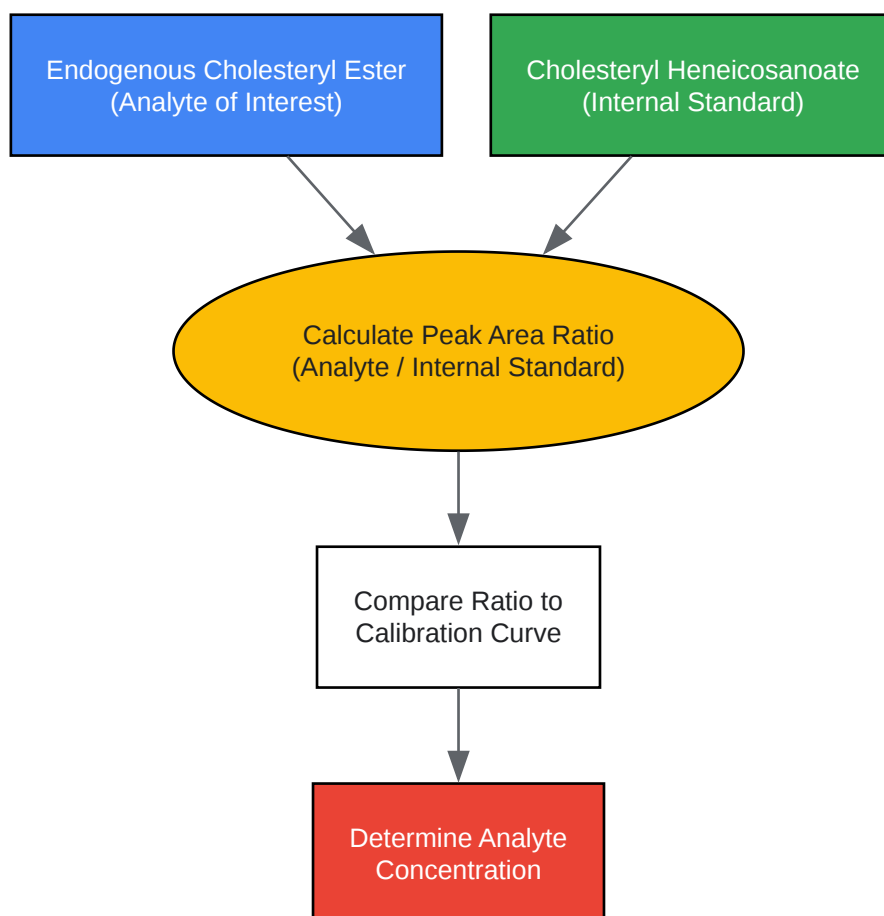 Endogenous Cholesteryl Ester
(Analyte of Interest)
Cholesteryl Heneicosanoate
(Internal Standard)
Calculate Peak Area Ratio
(Analyte / Internal Standard)
Compare Ratio to
Calibration Curve
Determine Analyte
Concentration